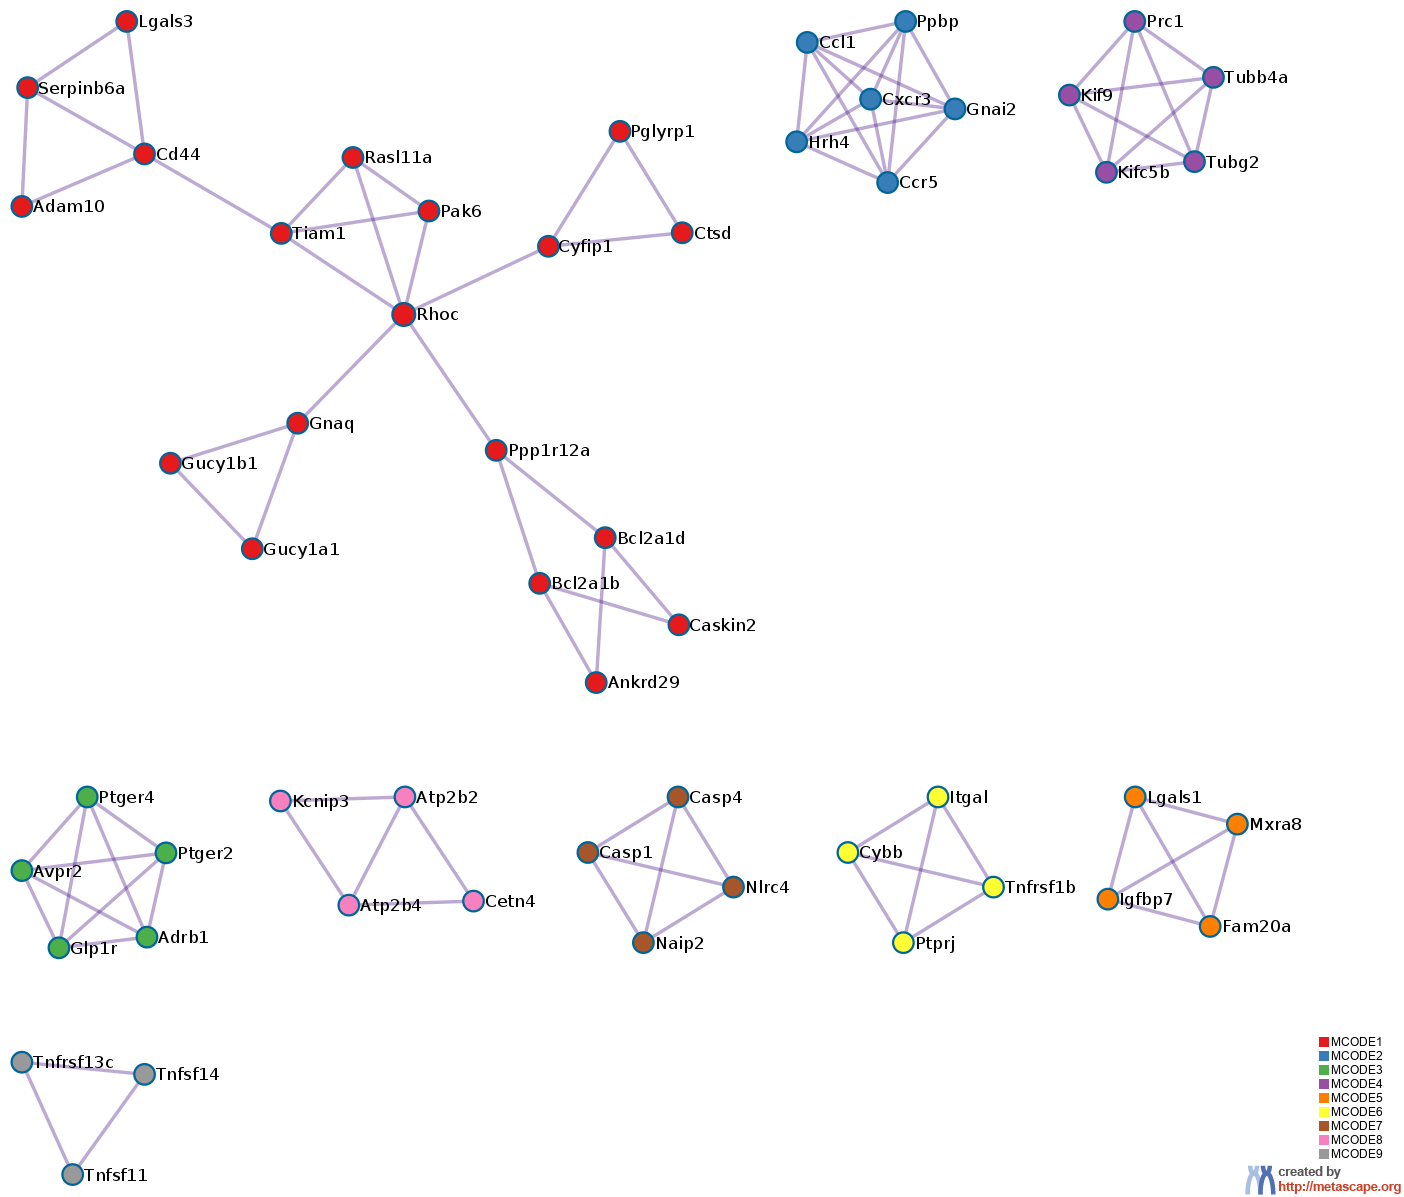 Lgals3
Serpinb6a
Cd44
Adam10
Rasl11a
Pak6
Tiam1
Pglyrp1
Ctsd
Cyfip1
Rhoc
Gnaq
Gucy1b1
Gucy1a1
Ppp1r12a
Bcl2a1d
Bcl2a1b
Caskin2
Ankrd29
Ppbp
Ccl1
Cxcr3
Gnai2
Hrh4
Ccr5
Prc1
Tubb4a
Kif9
Tubg2
Kifc5b
Ptger4
Ptger2
Avpr2
Adrb1
Glp1r
Kcnip3
Atp2b2
Atp2b4
Cetn4
Casp4
Casp1
Nlrc4
Naip2
Itgal
Cybb
Tnfrsf1b
Ptprj
Lgals1
Mxra8
Igfbp7
Fam20a
Tnfrsf13c
Tnfsf14
Tnfsf11
MCODE1
MCODE2
MCODE3
MCODE4
MCODE5
MCODE6
MCODE7
MCODE8
MCODE9
created by
http://metascape.org